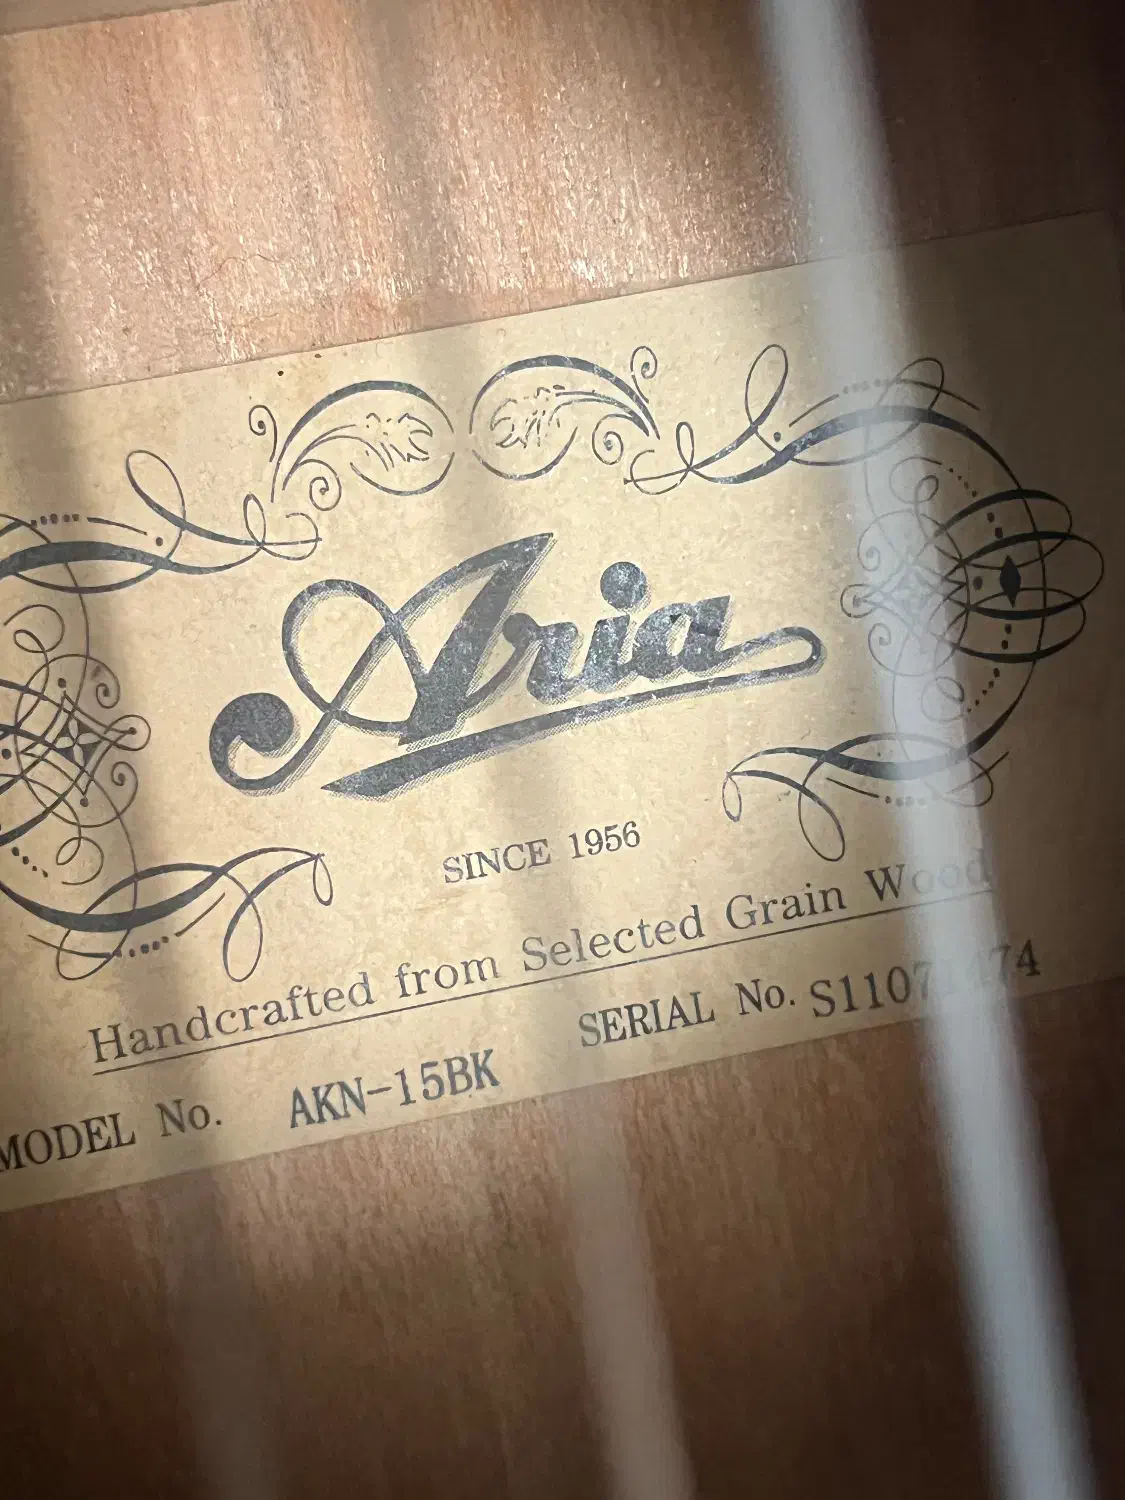 Aria
SINCE 1956
Handcrafted from Selected Grain Wood
MODEL No. AKN-15BK SERIAL No.